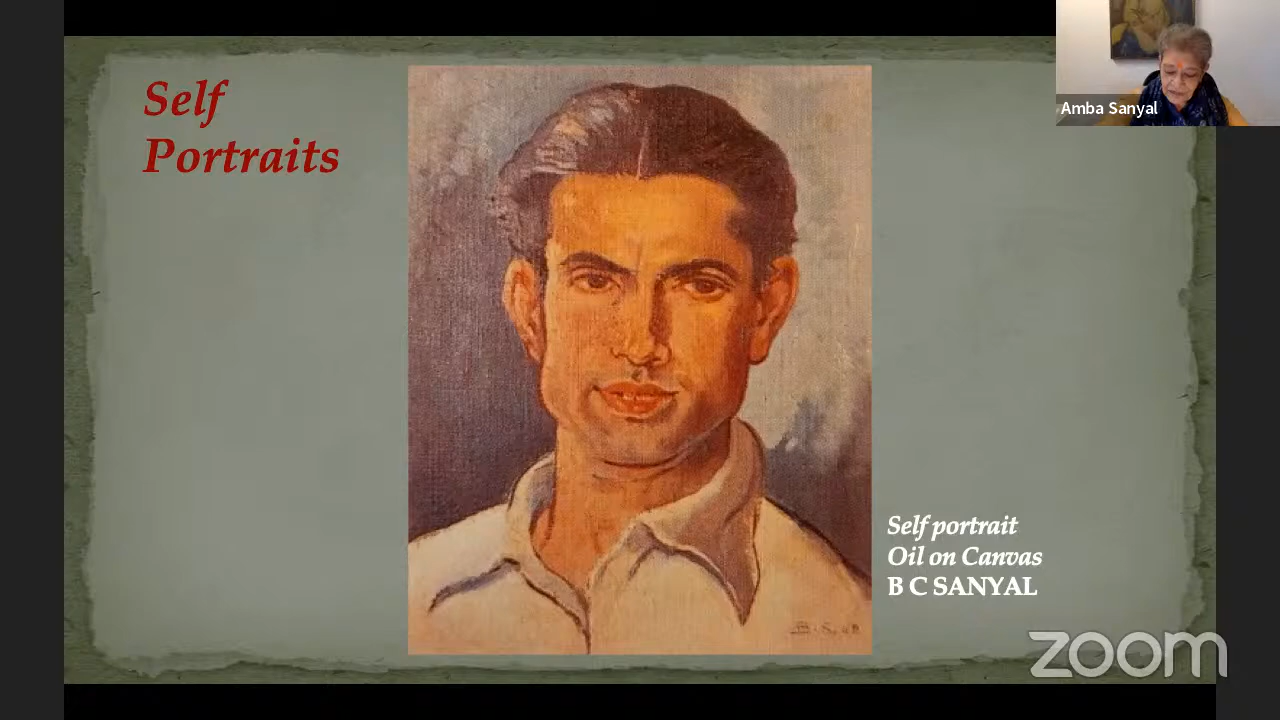 Self
Portraits
Amba Sanyal
Self portrait
Oil on Canvas
B C SANYAL
zoom